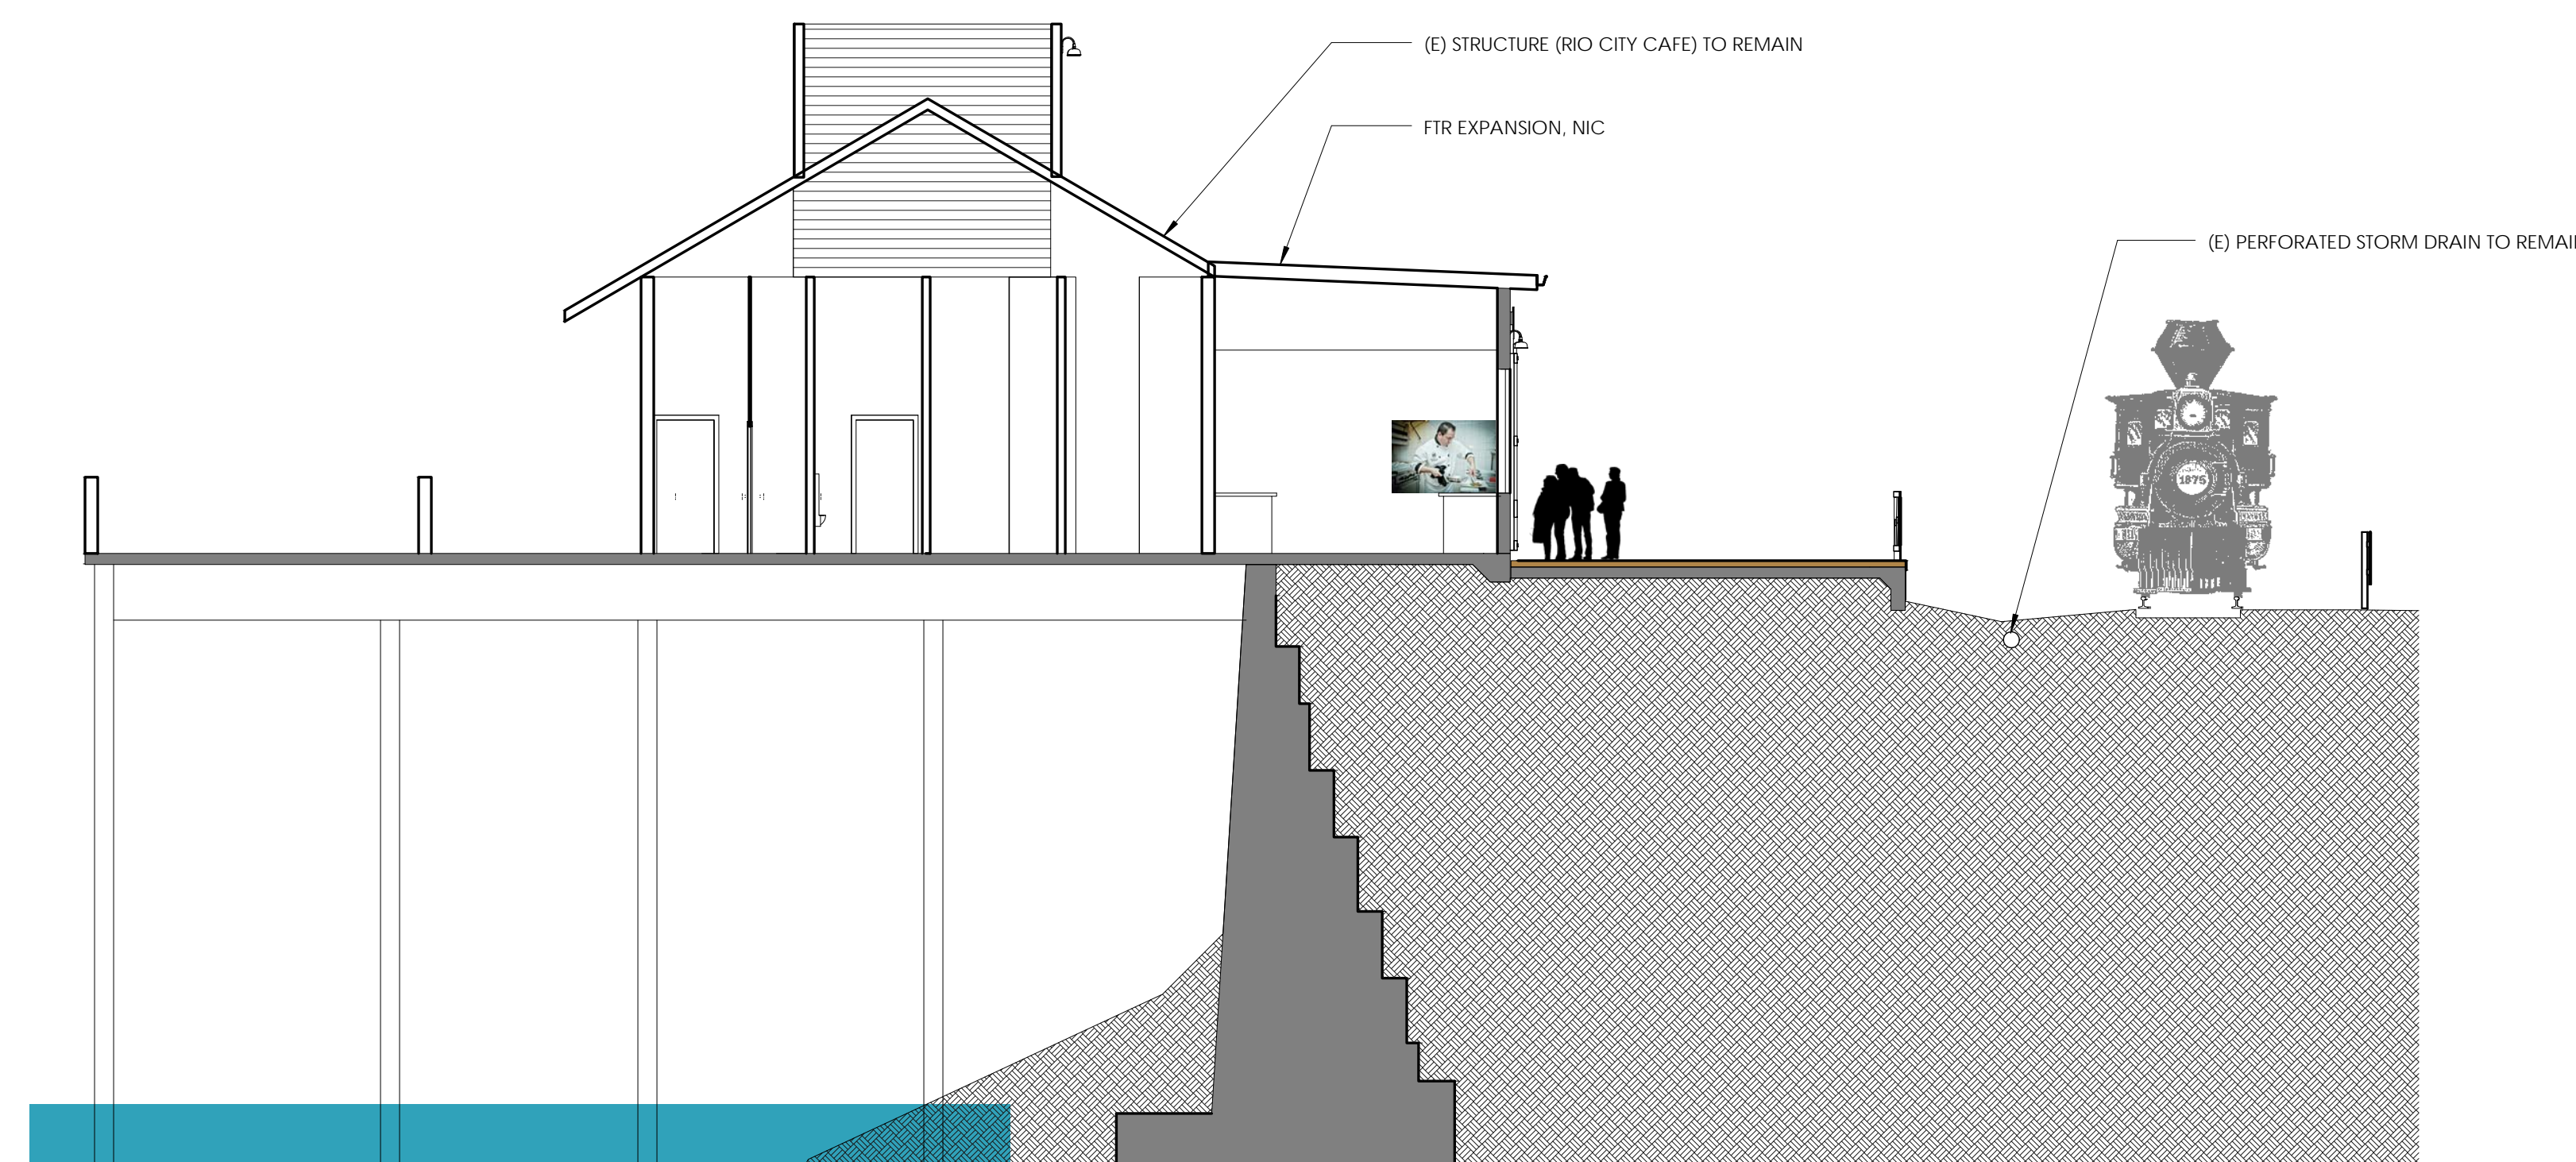 (E) STRUCTURE (RIO CITY CAFE) TO REMAIN
FTR EXPANSION, NIC
(E) PERFORATED STORM DRAIN TO REMAI
1875